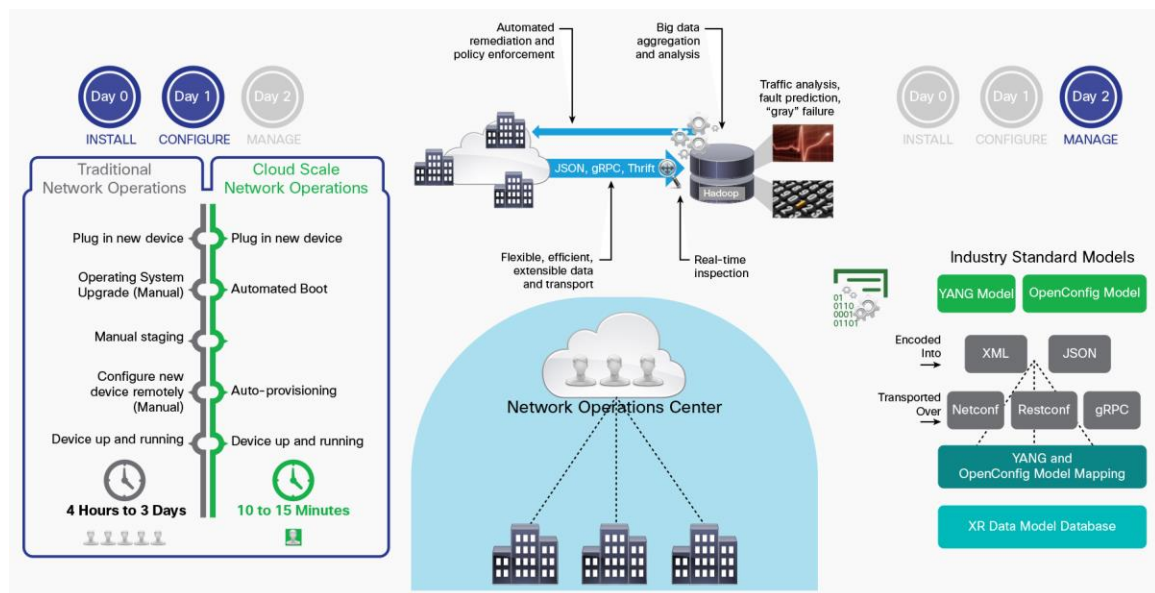 Day 0
INSTALL
Day 1
CONFIGURE
Day 2
MANAGE
Traditional
Network Operations
Cloud Scale
Network Operations
Plug in new device
Plug in new device
Operating System
Upgrade (Manual)
Automated Boot
Manual staging
Configure new
device remotely
(Manual)
Auto-provisioning
Device up and running
Device up and running
4 Hours to 3 Days
10 to 15 Minutes
Automated
remediation and
policy enforcement
Big data
aggregation
and analysis
Traffic analysis,
fault prediction,
“gray” failure
JSON, gRPC, Thrift
Hadoop
Flexible, efficient,
extensible data
and transport
Real-time
inspection
Network Operations Center
Day 0
INSTALL
Day 1
CONFIGURE
Day 2
MANAGE
01
0110
0001
01101
Industry Standard Models
YANG Model
OpenConfig Model
Encoded
Into
XML
JSON
Transported
Over
Netconf
Restconf
gRPC
YANG and
OpenConfig Model Mapping
XR Data Model Database